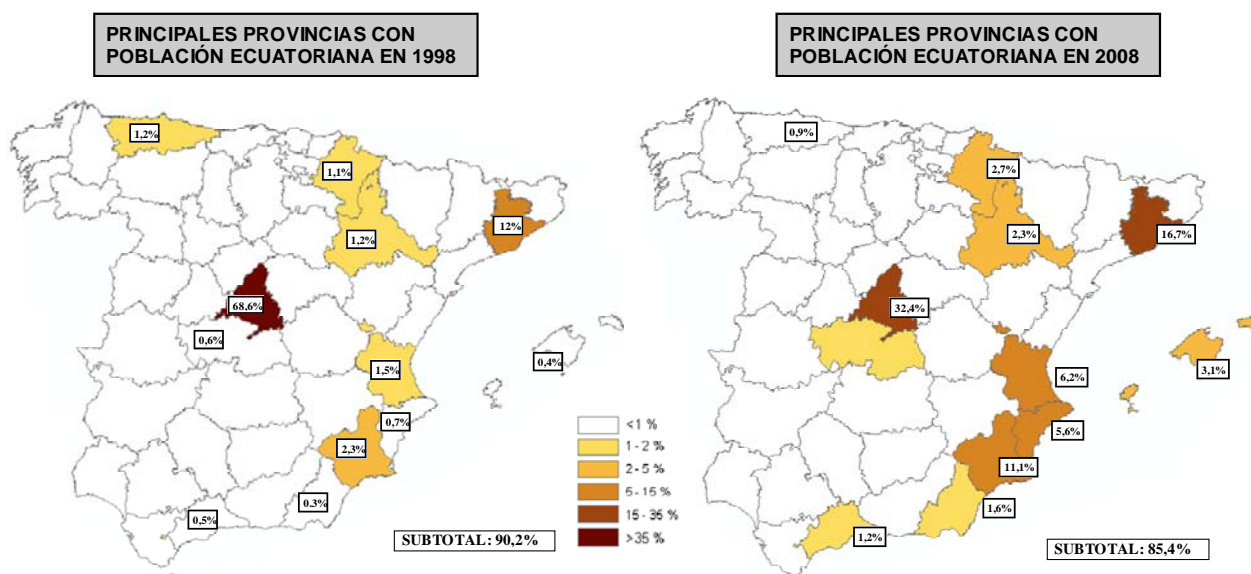 PRINCIPALES PROVINCIAS CON
POBLACIÓN ECUATORIANA EN 1998
1,2%
1,1%
12%
1,2%
68,6%
0,6%
0,4%
1,5%
0,7%
2,3%
0.3%
0,5%
SUBTOTAL: 90,2%
<1 %
1 - 2 %
2 - 5 %
5 - 15 %
15 - 35 %
>35 %
PRINCIPALES PROVINCIAS CON
POBLACIÓN ECUATORIANA EN 2008
0,9%
2,7%
16,7%
2,3%
32,4%
3,1%
6,2%
5,6%
11,1%
1,6%
1,2%
SUBTOTAL: 85,4%